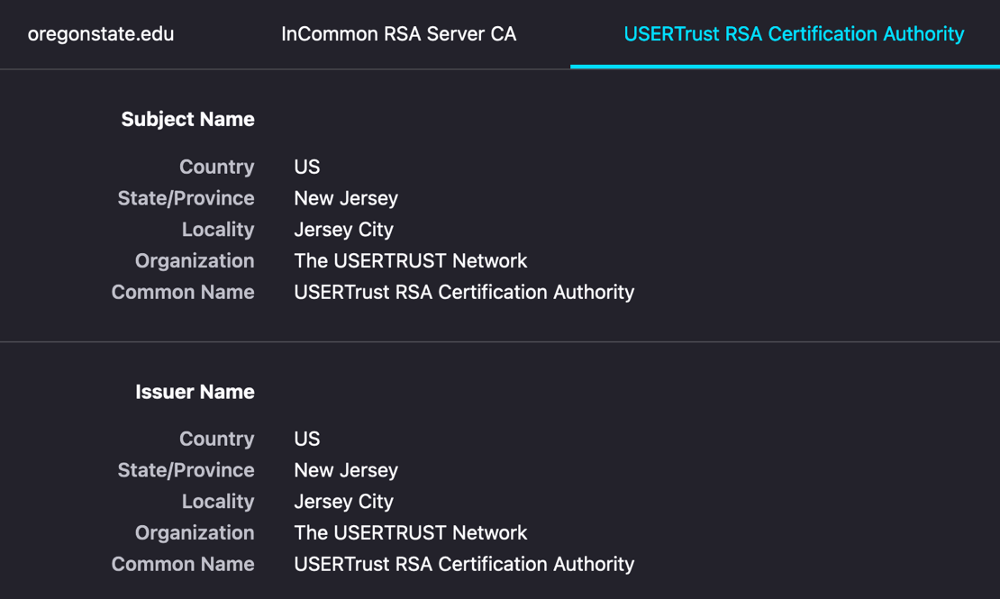 oregonstate.edu InCommon RSA Server CA USERTrust RSA Certification Authority
Subject Name
Country US
State/Province New Jersey
Locality Jersey City
Organization The USERTRUST Network
Common Name USERTrust RSA Certification Authority
Issuer Name
Country US
State/Province New Jersey
Locality Jersey City
Organization The USERTRUST Network
Common Name USERTrust RSA Certification Authority